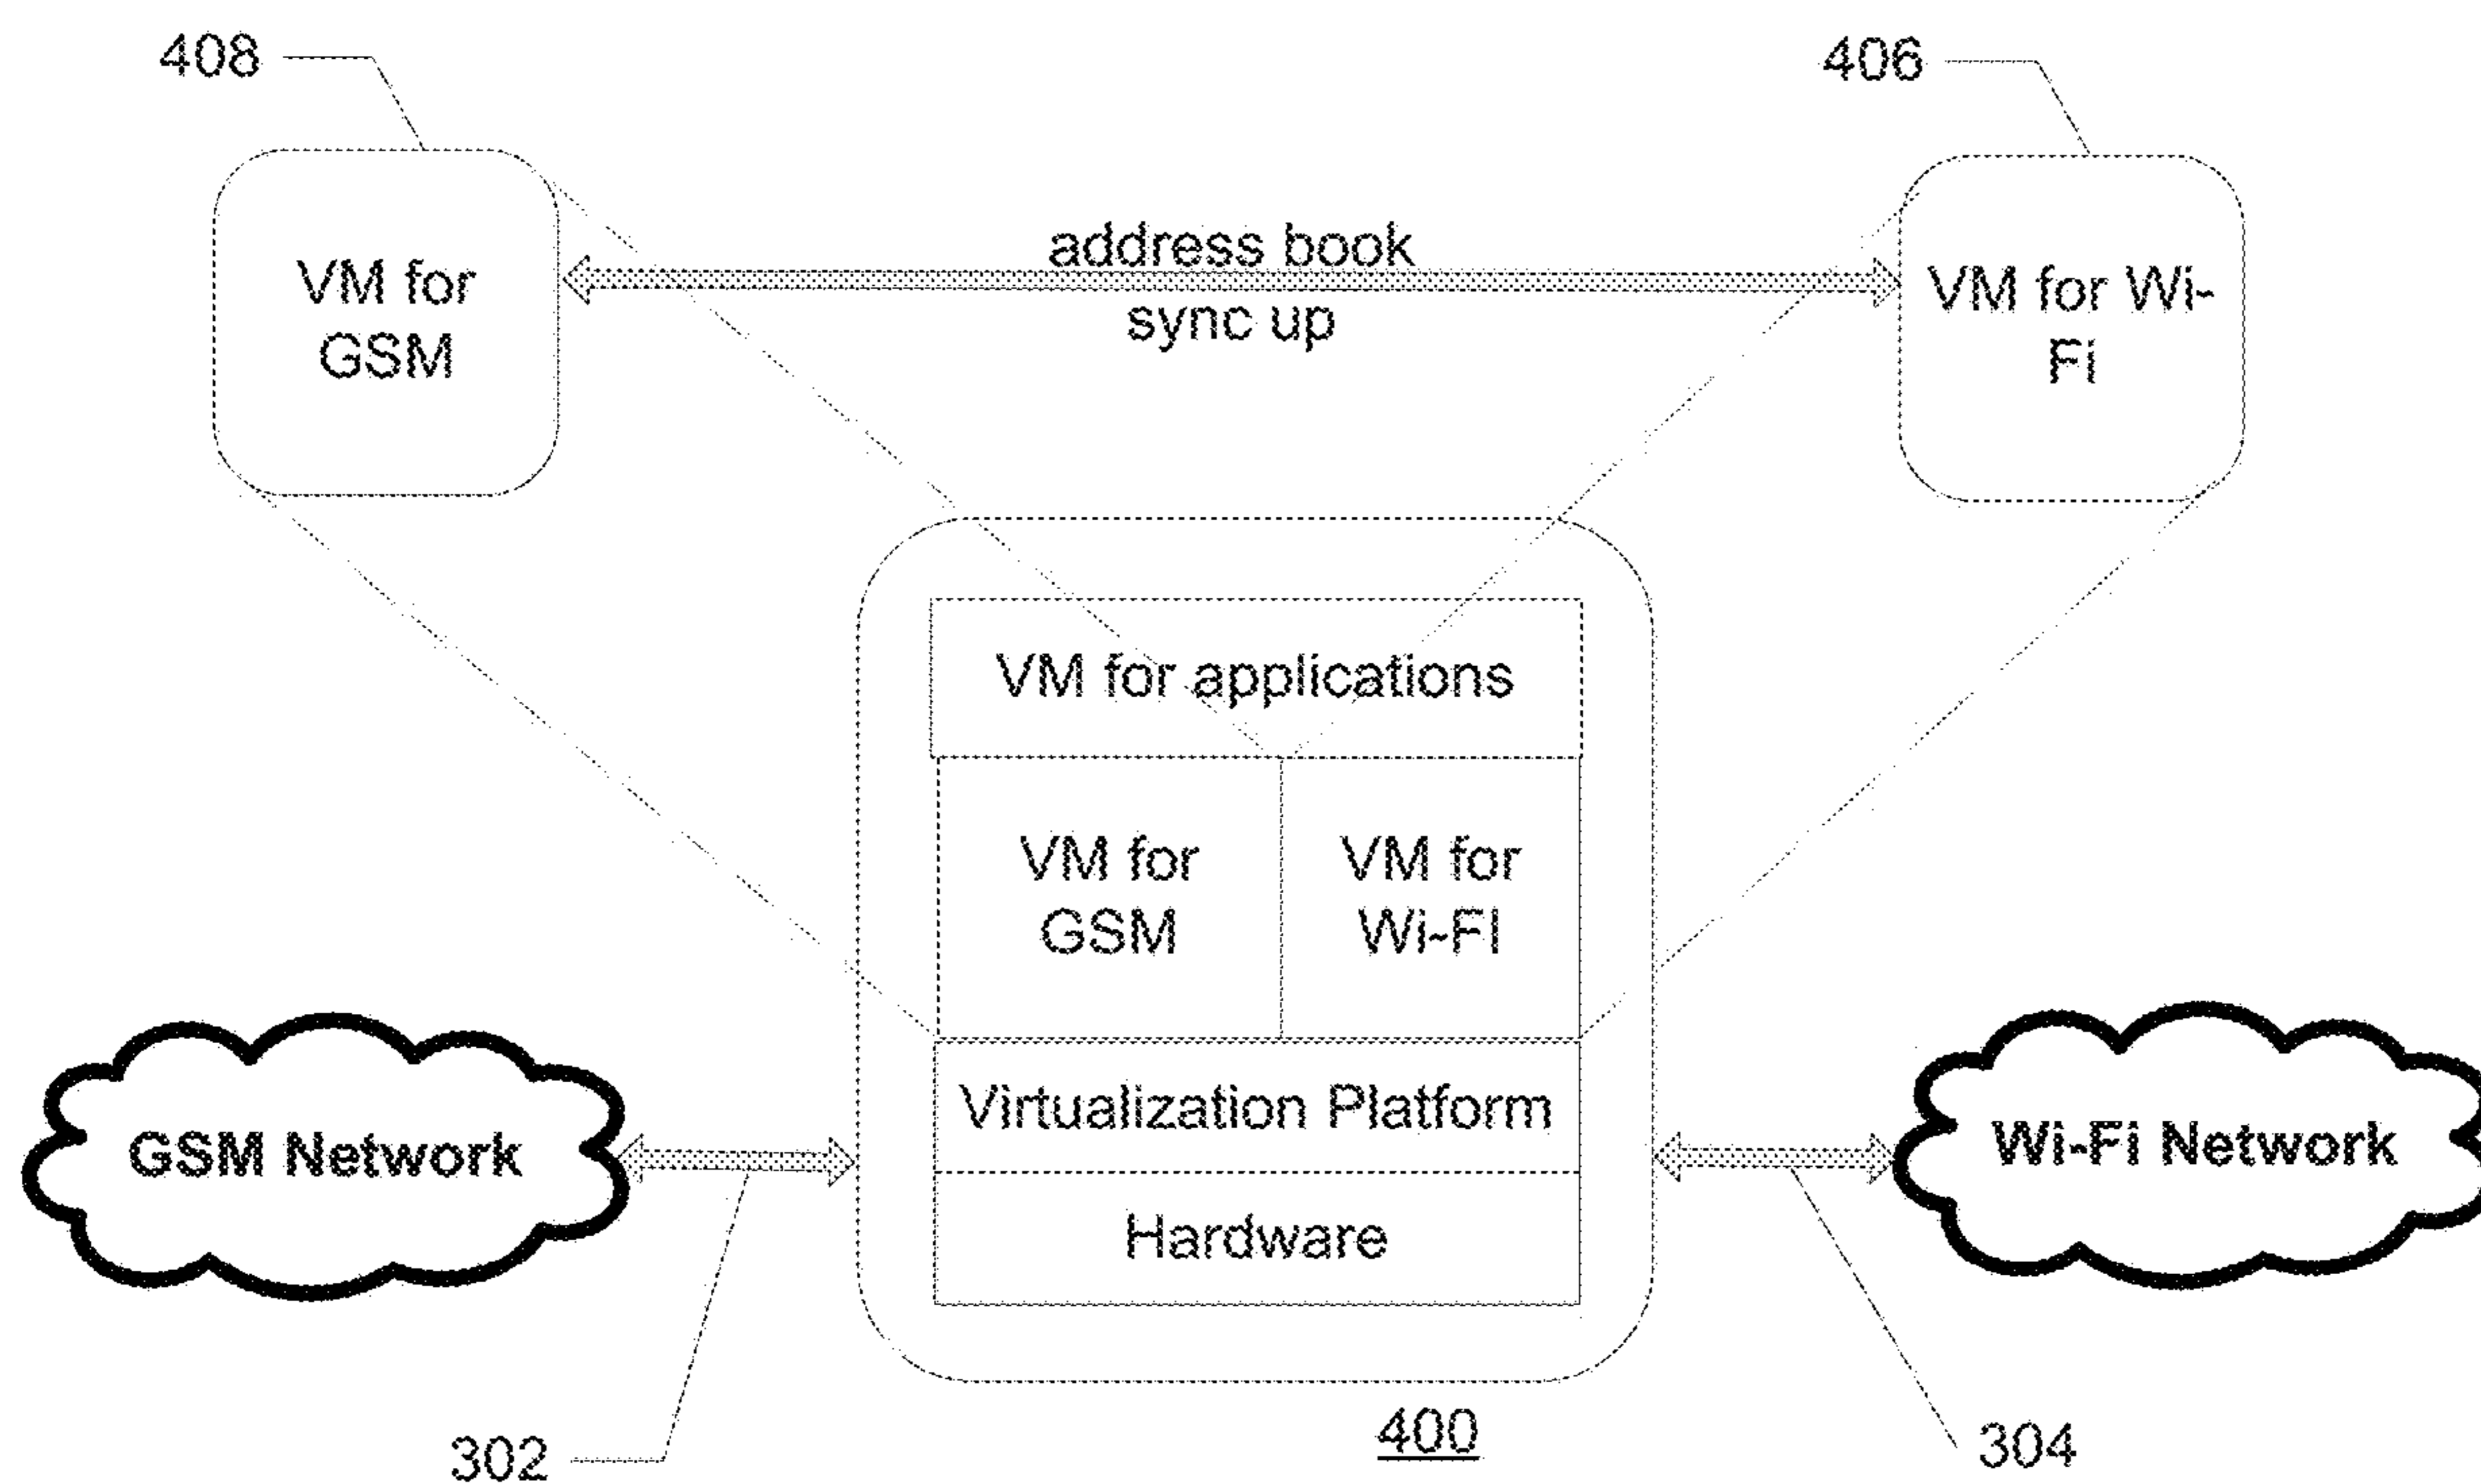 408
406
VM for
GSM
address book
sync up
VM for Wi-
Fi
VM for applications
VM for
GSM
VM for
Wi-FI
Virtualization Platform
Hardware
GSM Network
Wi-Fi Network
302
400
304